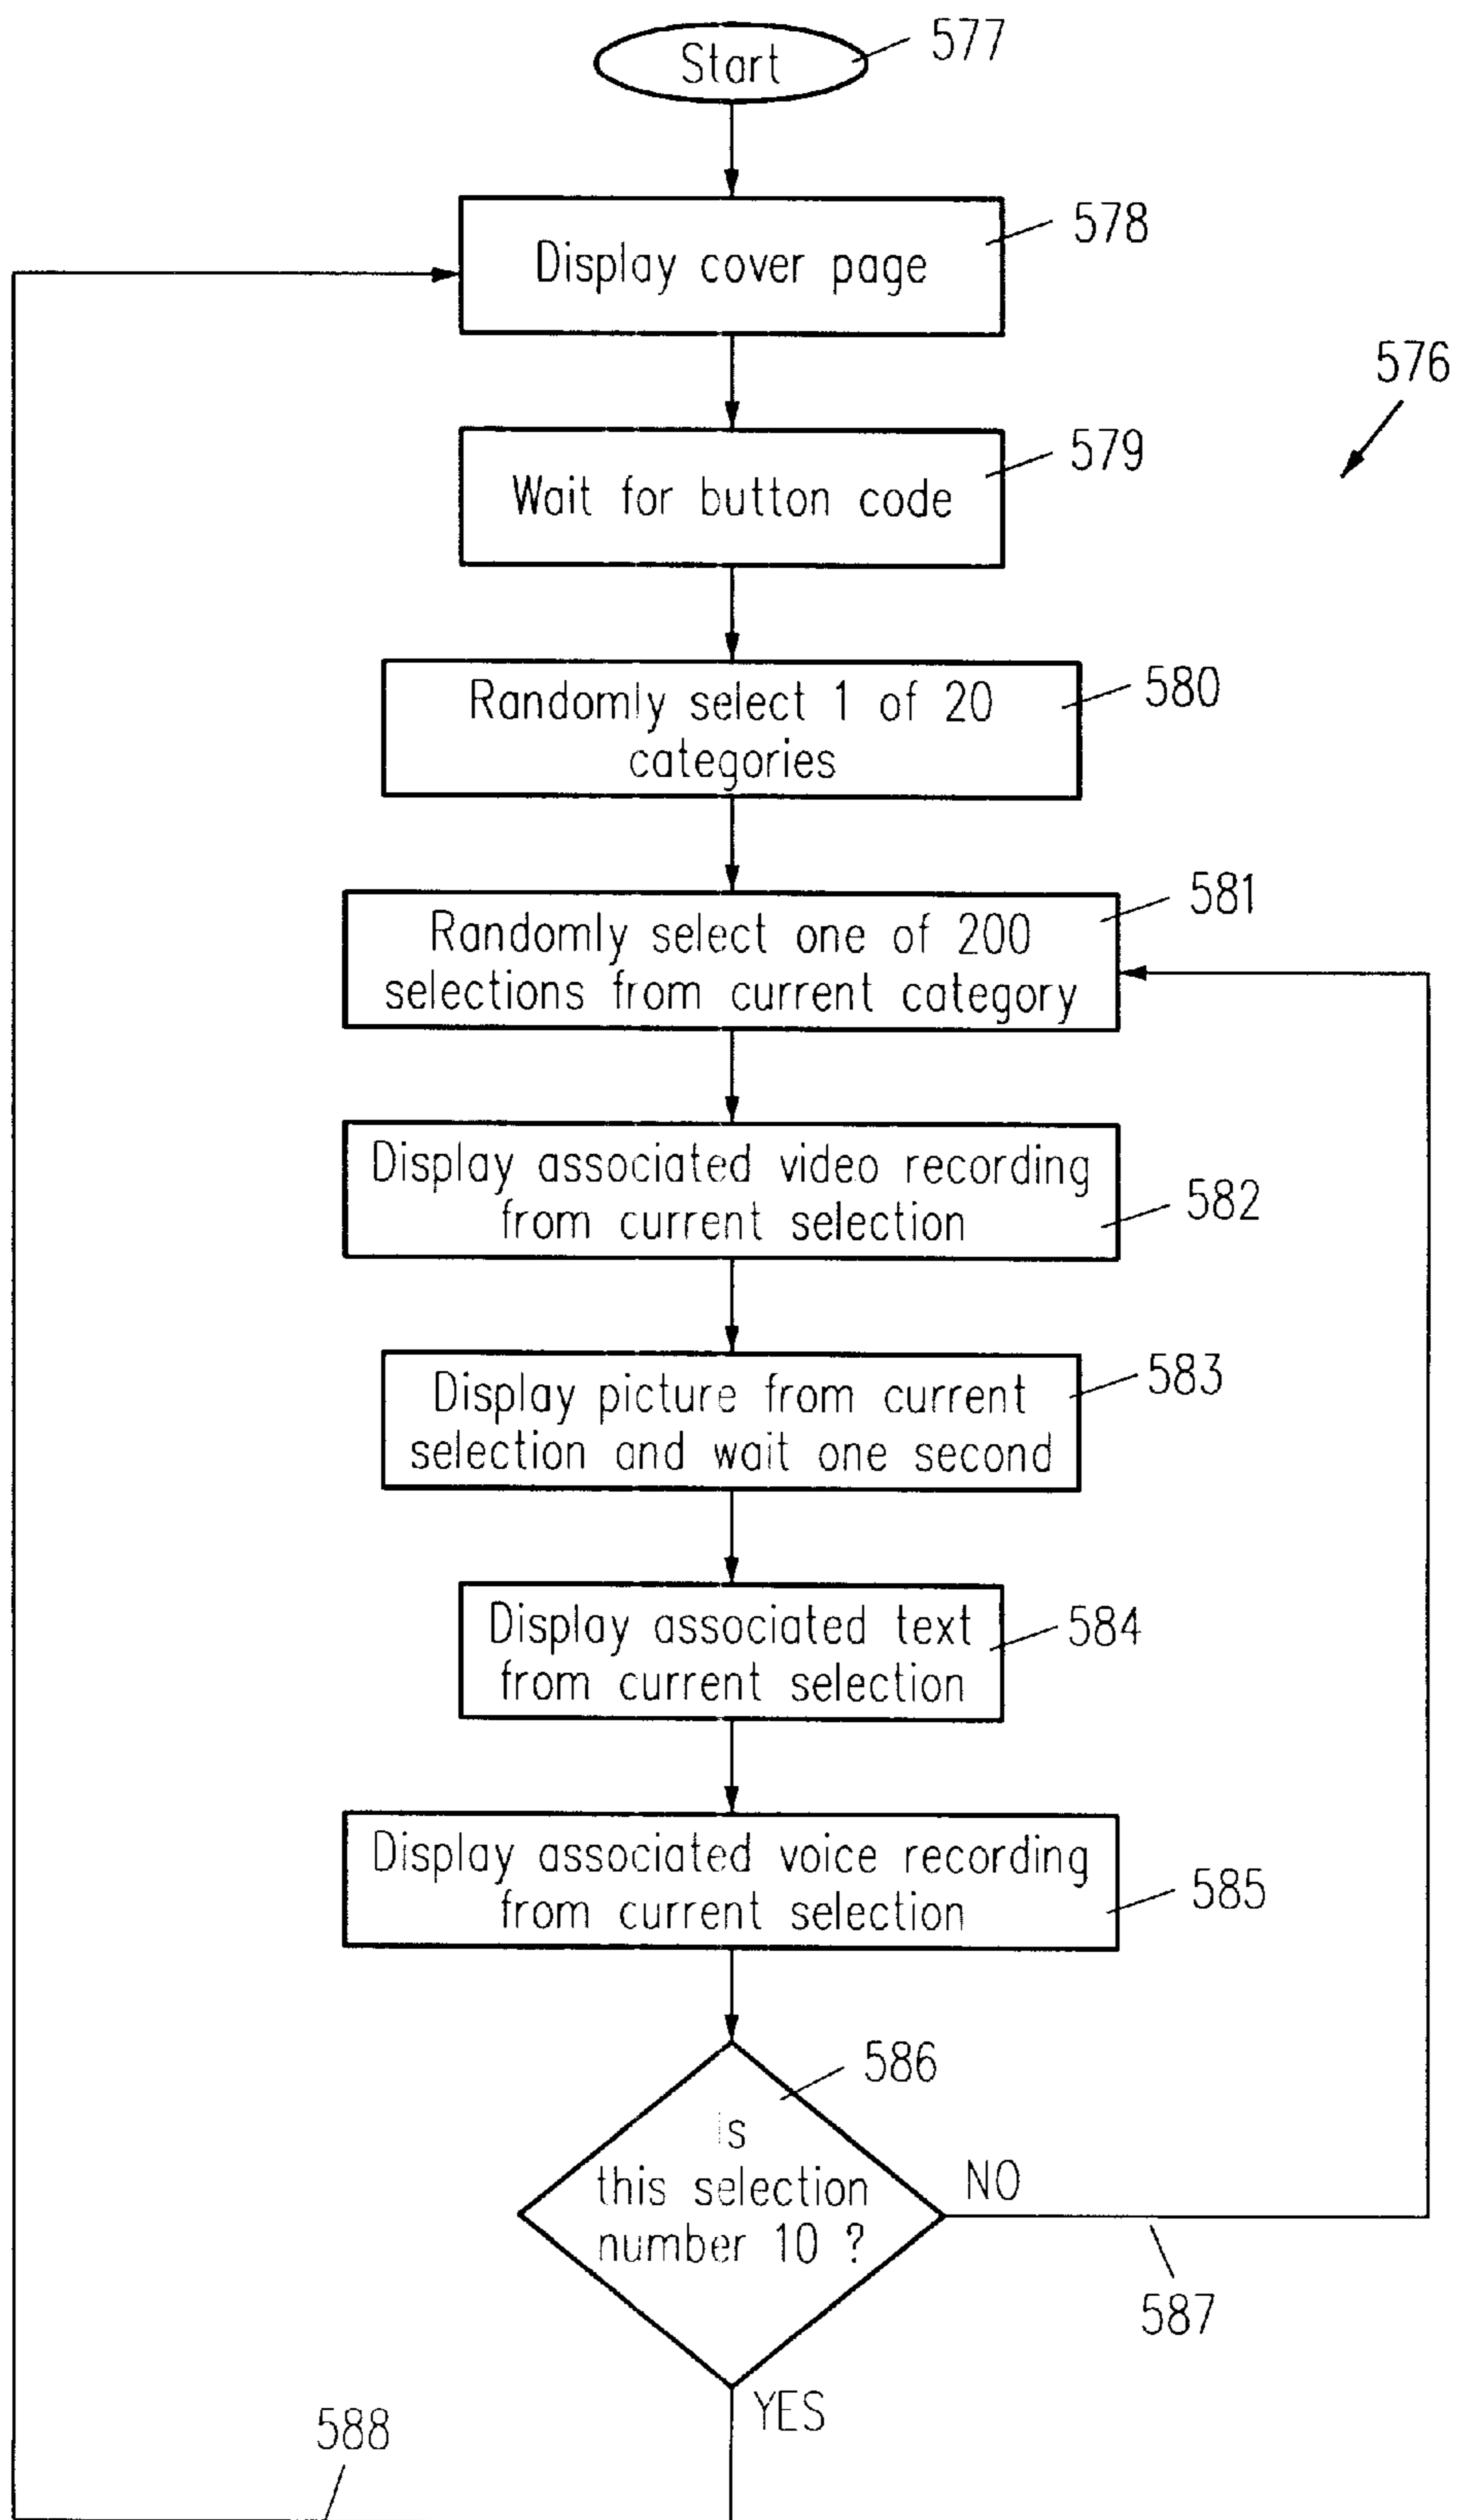 Start
577
Display cover page
578
576
Wait for button code
579
Randomly select 1 of 20
categories
580
Randomly select one of 200
selections from current category
581
Display associated video recording
from current selection
582
Display picture from current
selection and wait one second
583
Display associated text
from current selection
584
Display associated voice recording
from current selection
585
586
is
this selection
number 10 ?
NO
587
YES
588